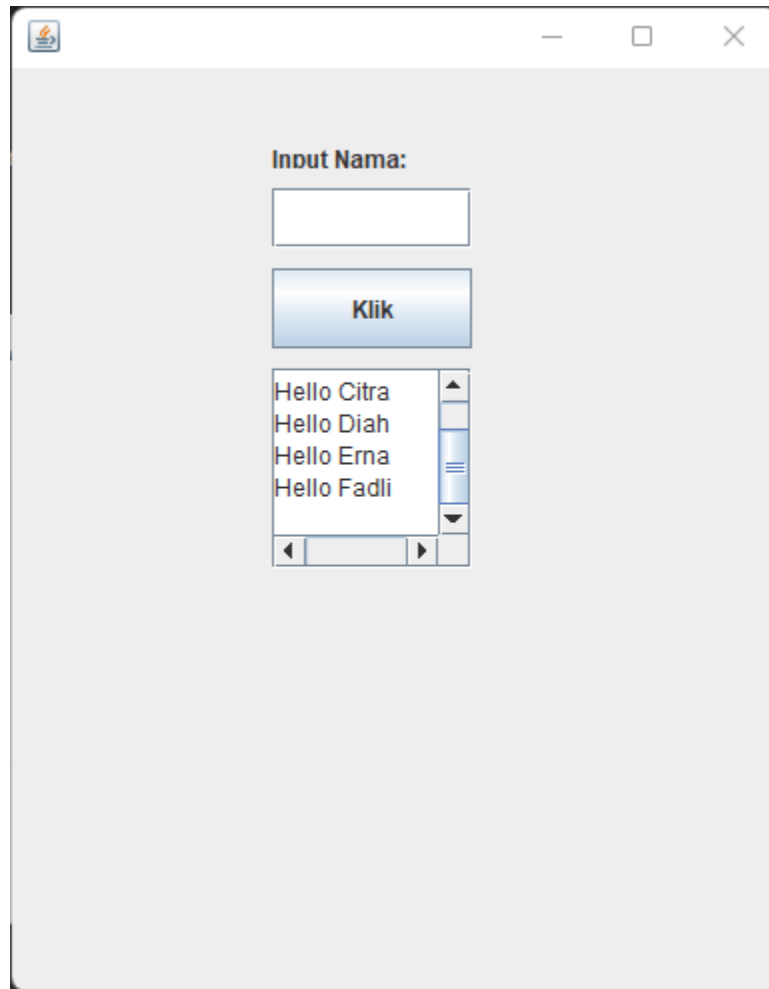 Input Nama:
Klik
Hello Citra
Hello Diah
Hello Erna
Hello Fadli